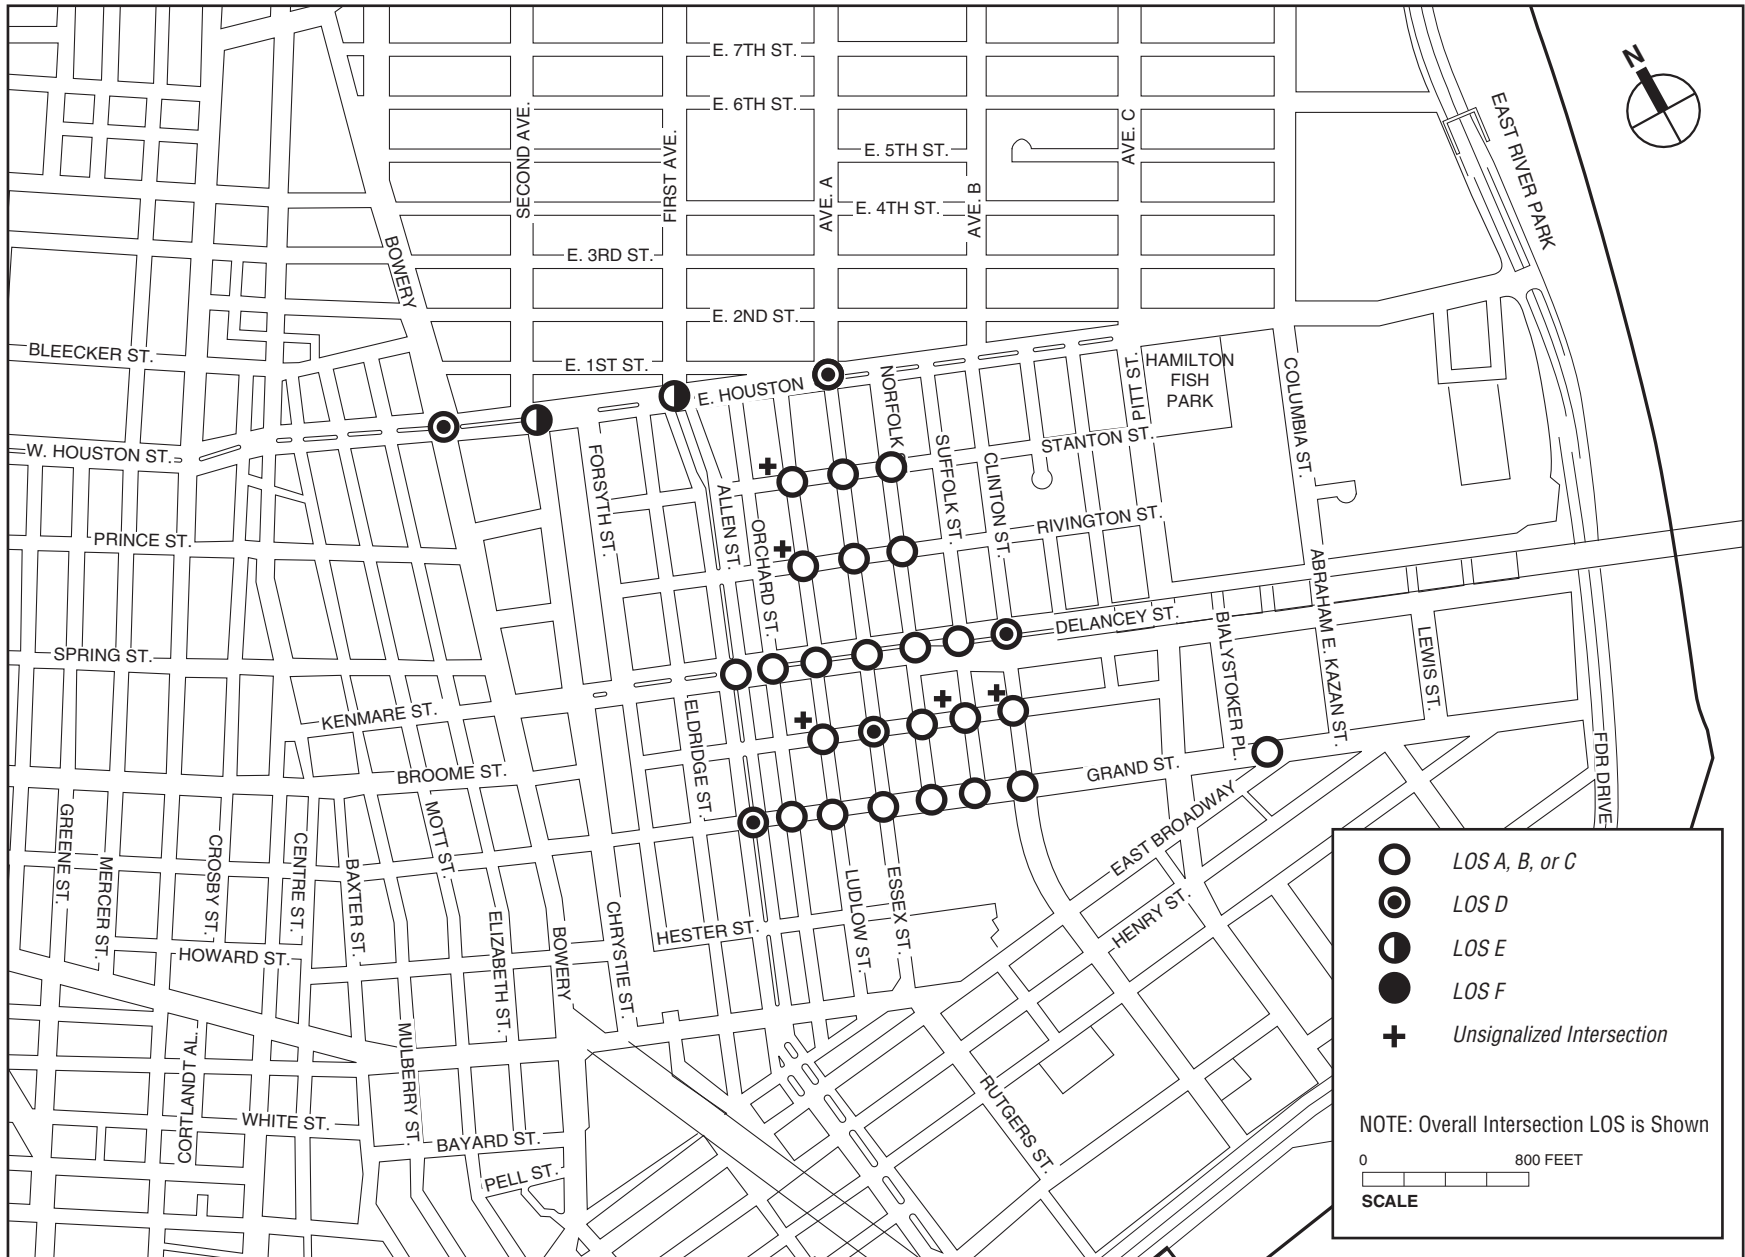 E. 7TH ST.
E. 6TH ST.
E. 5TH ST.
E. 4TH ST.
E. 3RD ST.
E. 2ND ST.
E. 1ST ST.
SECOND AVE.
FIRST AVE.
AVE. A
AVE. B
AVE. C
N
EAST RIVER PARK
BOWERY
BLEECKER ST.
W. HOUSTON ST.
E. HOUSTON
NORFOLK
HAMILTON
FISH
PARK
PITT ST.
COLUMBIA ST.
STANTON ST.
SUFFOLK ST.
CLINTON ST.
FORSYTH ST.
ALLEN ST.
ORCHARD ST.
RIVINGTON ST.
PRINCE ST.
DELANCEY ST.
ABRAHAM E. KAZAN ST.
BIALYSTOKER PL.
LEWIS ST.
SPRING ST.
KENMARE ST.
ELDRIDGE ST.
BROOME ST.
GRAND ST.
FDR DRIVE
EAST BROADWAY
HENRY ST.
GREENE ST.
MERCER ST.
CROSBY ST.
CENTRE ST.
BAXTER ST.
MOTT ST.
ELIZABETH ST.
BOWERY
CHRYSTIE ST.
HESTER ST.
LUDLOW ST.
ESSEX ST.
HOWARD ST.
CORTLANDT AL.
MULBERRY ST.
WHITE ST.
BAYARD ST.
PELL ST.
RUTGERS ST.
LOS A, B, or C
LOS D
LOS E
LOS F
Unsignalized Intersection
NOTE: Overall Intersection LOS is Shown
0 800 FEET
SCALE